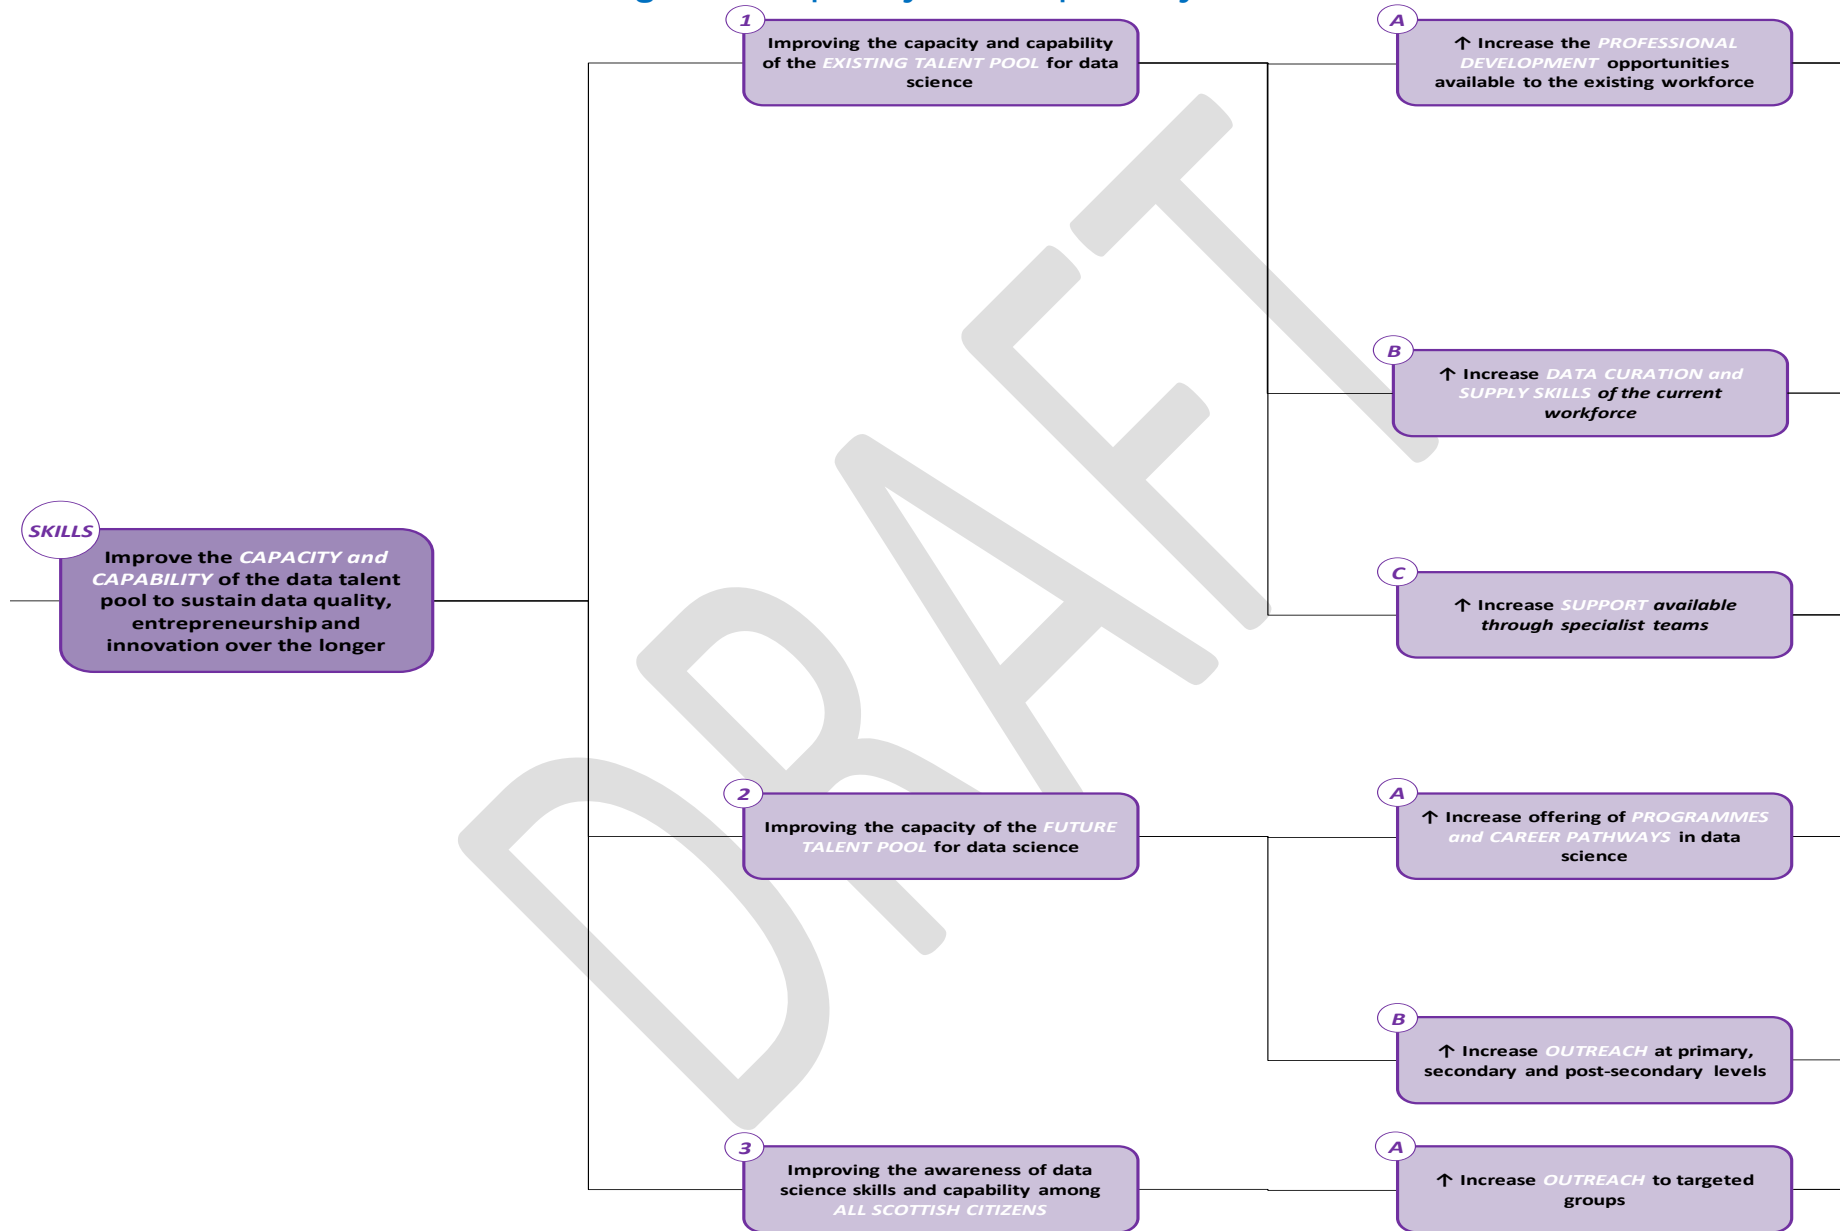 1
Improving the capacity and capability
of the EXISTING TALENT POOL for data
science
A
↑ Increase the PROFESSIONAL
DEVELOPMENT opportunities
available to the existing workforce
B
↑ Increase DATA CURATION and
SUPPLY SKILLS of the current
workforce
C
↑ Increase SUPPORT available
through specialist teams
SKILLS
Improve the CAPACITY and
CAPABILITY of the data talent
pool to sustain data quality,
entrepreneurship and
innovation over the longer
2
Improving the capacity of the FUTURE
TALENT POOL for data science
A
↑ Increase offering of PROGRAMMES
and CAREER PATHWAYS in data
science
B
↑ Increase OUTREACH at primary,
secondary and post-secondary levels
3
Improving the awareness of data
science skills and capability among
ALL SCOTTISH CITIZENS
A
↑ Increase OUTREACH to targeted
groups
DRAFT